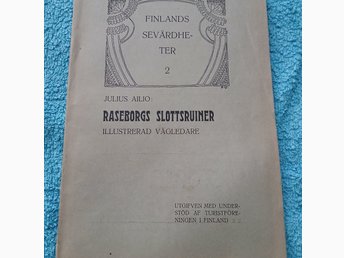 FINLANDS
SEVÄRDHE-
TER
2
JULIUS AILIO:
RASEBORGS SLOTTSRUINER
ILLUSTRERAD VÄGLEDARE
UTGIFVEN MED UNDER-
STÖD AF TURISTFÖRE-
NINGEN I FINLAND